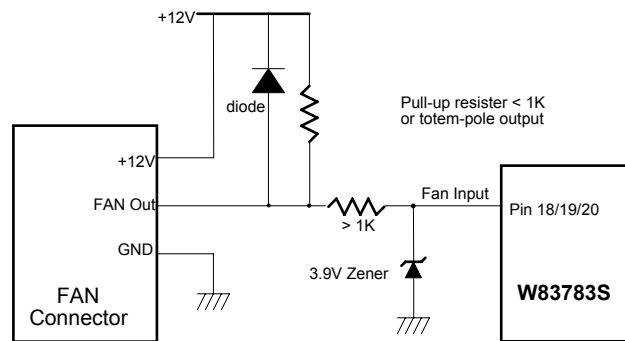 +12V
diode
Pull-up resister < 1K
or totem-pole output
+12V
FAN Out
GND
FAN
Connector
> 1K
Fan Input
3.9V Zener
Pin 18/19/20
W83783S